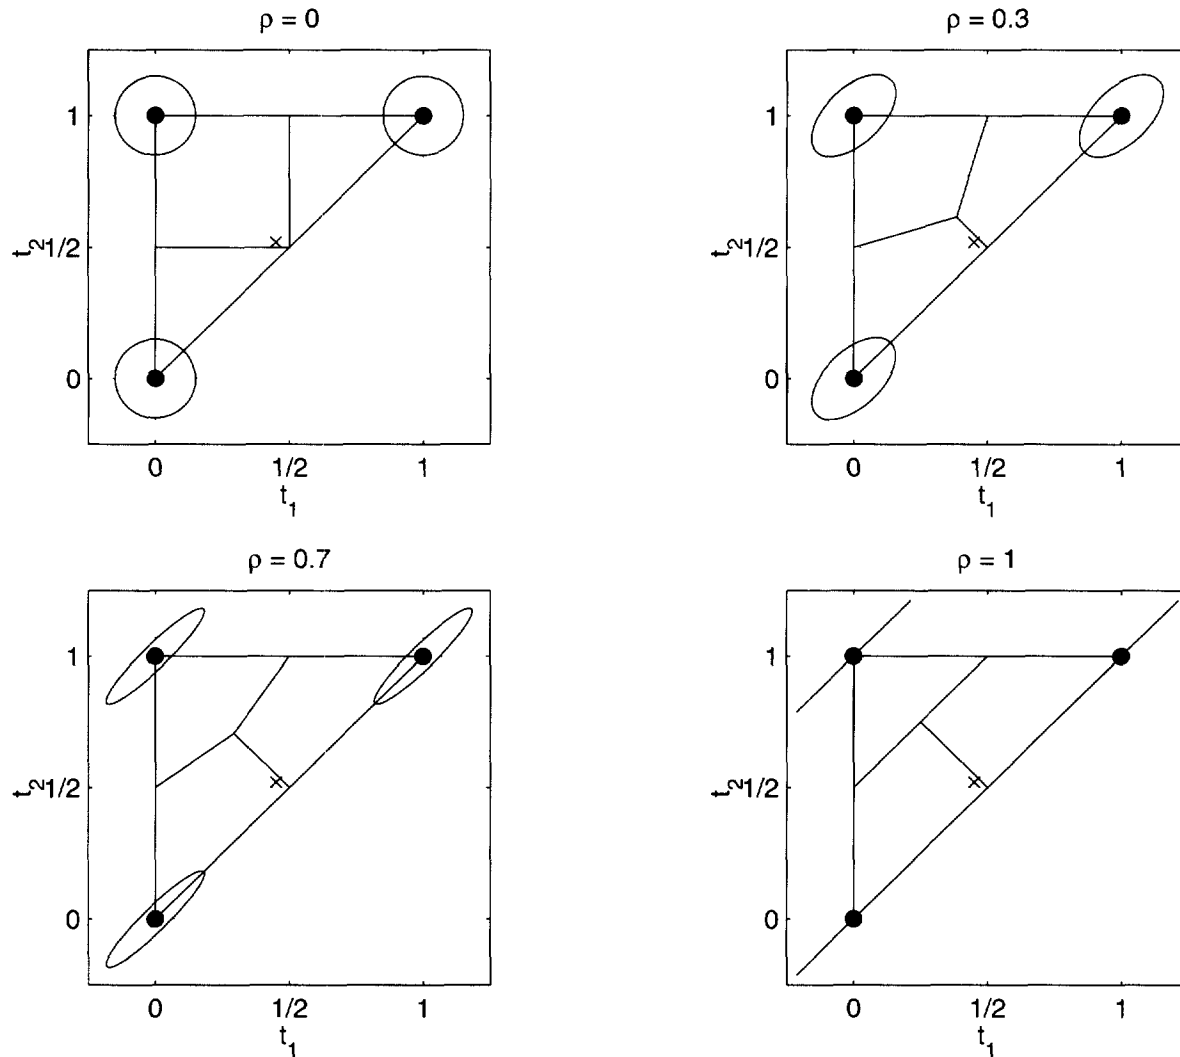 ρ = 0
1
t2 1/2
0
0 1/2 1
t1
ρ = 0.3
1
t2 1/2
0
0 1/2 1
t1
ρ = 0.7
1
t2 1/2
0
0 1/2 1
t1
ρ = 1
1
t2 1/2
0
0 1/2 1
t1